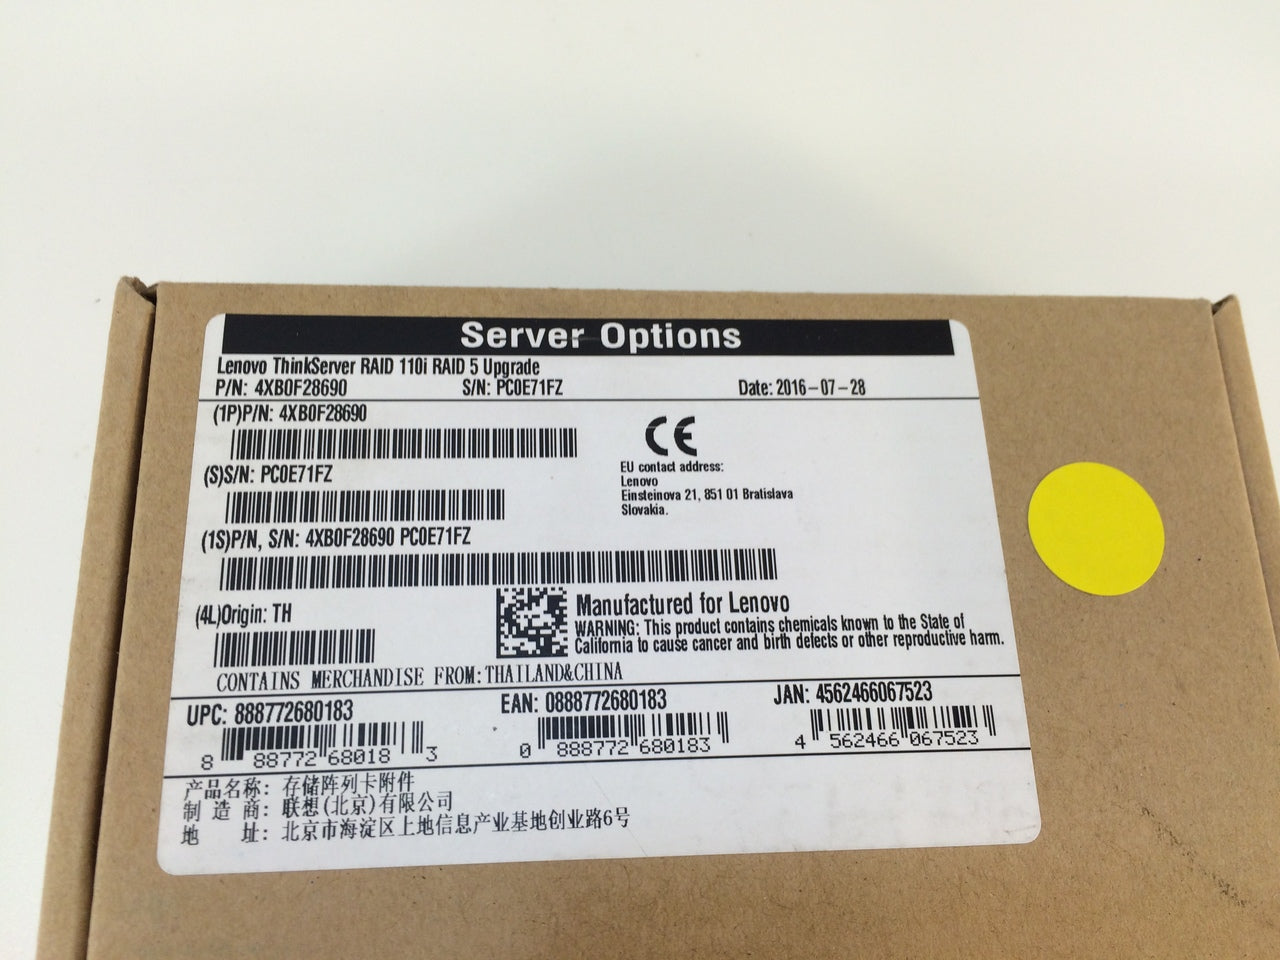 Server Options
Lenovo ThinkServer RAID 110i RAID 5 Upgrade
P/N: 4XB0F28690 S/N: PC0E71FZ Date: 2016-07-28
(1P)P/N: 4XB0F28690
CE
(S)S/N: PC0E71FZ
EU contact address:
Lenovo
Einsteinova 21, 851 01 Bratislava
Slovakia.
(1S)P/N, S/N: 4XB0F28690 PC0E71FZ
(4L)Origin: TH
Manufactured for Lenovo
WARNING: This product contains chemicals known to the State of
California to cause cancer and birth defects or other reproductive harm.
CONTAINS MERCHANDISE FROM:THAILAND&CHINA
UPC: 888772680183 EAN: 0888772680183 JAN: 4562466067523
8 88772 68018 3 0 888772 680183 4 562466 067523
产品名称: 存储阵列卡附件
制 造 商: 联想(北京)有限公司
地 址: 北京市海淀区上地信息产业基地创业路6号